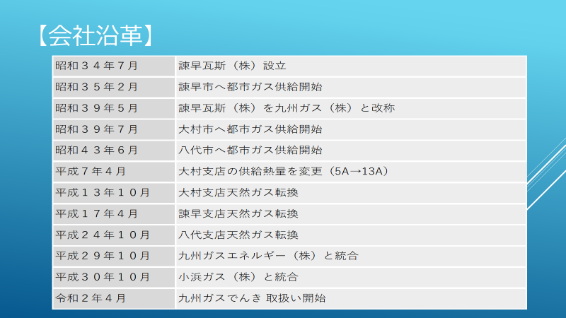 【会社沿革】
昭和３４年７月 諫早瓦斯（株）設立
昭和３５年２月 諫早市へ都市ガス供給開始
昭和３９年５月 諫早瓦斯（株）を九州ガス（株）と改称
昭和３９年７月 大村市へ都市ガス供給開始
昭和４３年６月 八代市へ都市ガス供給開始
平成７年４月 大村支店の供給熱量を変更（5A→13A）
平成１３年１０月 大村支店天然ガス転換
平成１７年４月 諫早支店天然ガス転換
平成２４年１０月 八代支店天然ガス転換
平成２９年１０月 九州ガスエネルギー（株）と統合
平成３０年１０月 小浜ガス（株）と統合
令和２年４月 九州ガスでんき 取扱い開始